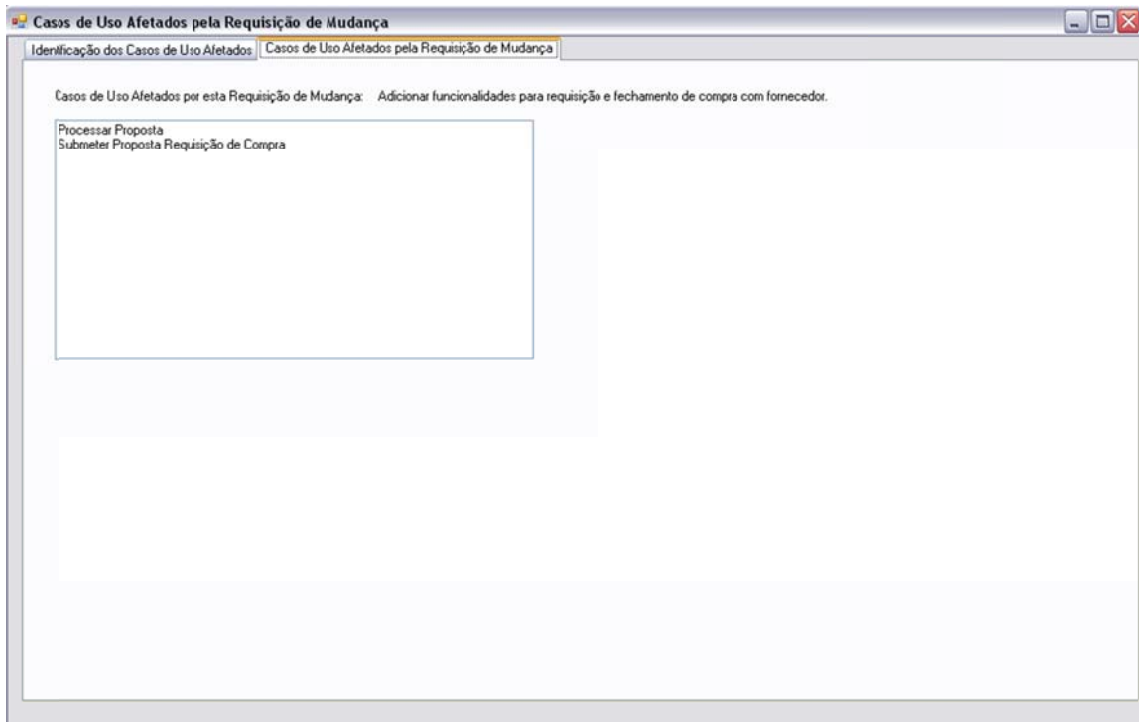 Casos de Uso Afetados pela Requisição de Mudança
Identificação dos Casos de Uso Afetados Casos de Uso Afetados pela Requisição de Mudança
Casos de Uso Afetados por esta Requisição de Mudança: Adicionar funcionalidades para requisição e fechamento de compra com fornecedor.
Processar Proposta
Submeter Proposta Requisição de Compra